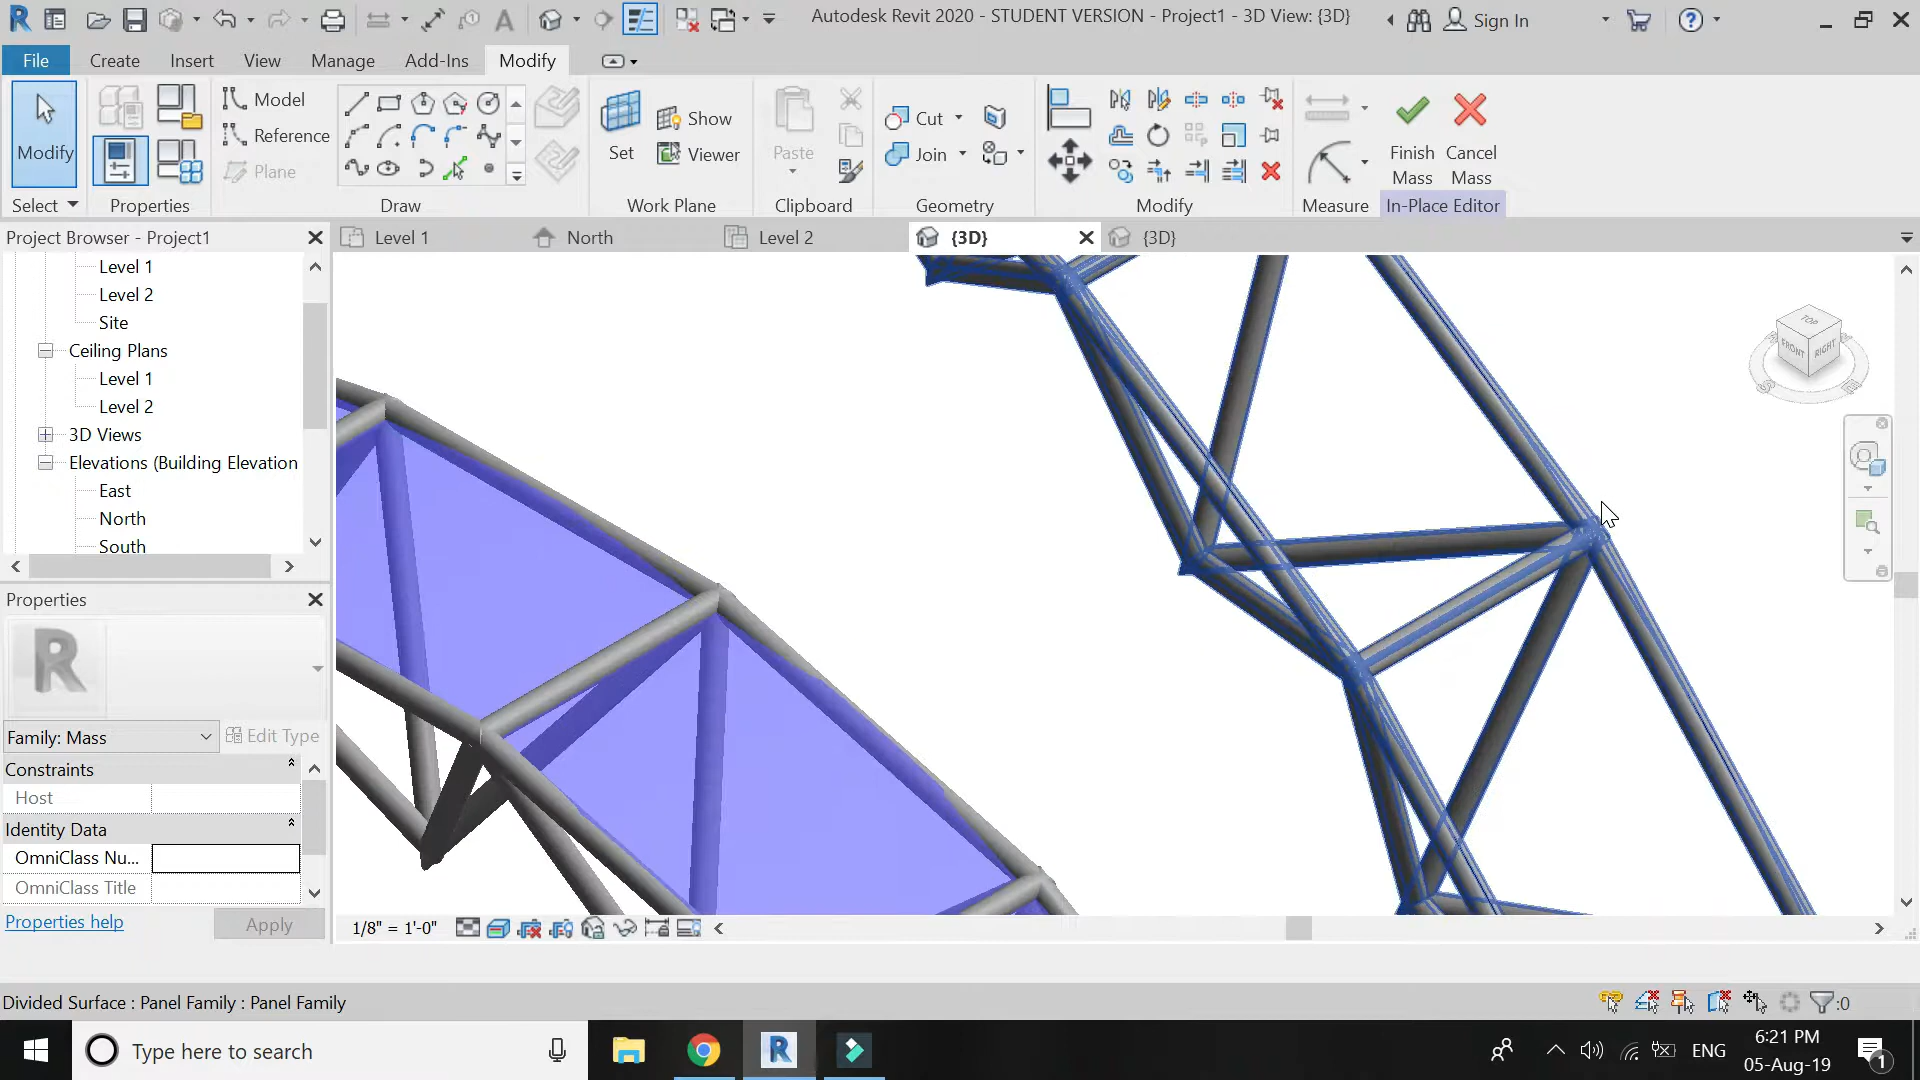 Autodesk Revit 2020 - STUDENT VERSION - Project1 - 3D View: {3D}
Sign In
File
Create
Insert
View
Manage
Add-Ins
Modify
Modify
Model
Reference
Plane
Set
Show
Viewer
Paste
Cut
Join
Finish
Mass
Cancel
Mass
Select
Properties
Draw
Work Plane
Clipboard
Geometry
Modify
Measure
In-Place Editor
Project Browser - Project1
Level 1
North
Level 2
{3D}
{3D}
Level 1
Level 2
Site
Ceiling Plans
Level 1
Level 2
3D Views
Elevations (Building Elevation
East
North
South
TOP
FRONT
RIGHT
S
E
Properties
R
Family: Mass
Edit Type
Constraints
Host
Identity Data
OmniClass Nu...
OmniClass Title
Properties help
Apply
1/8" = 1'-0"
Divided Surface : Panel Family : Panel Family
:0
Type here to search
ENG
6:21 PM
05-Aug-19
1